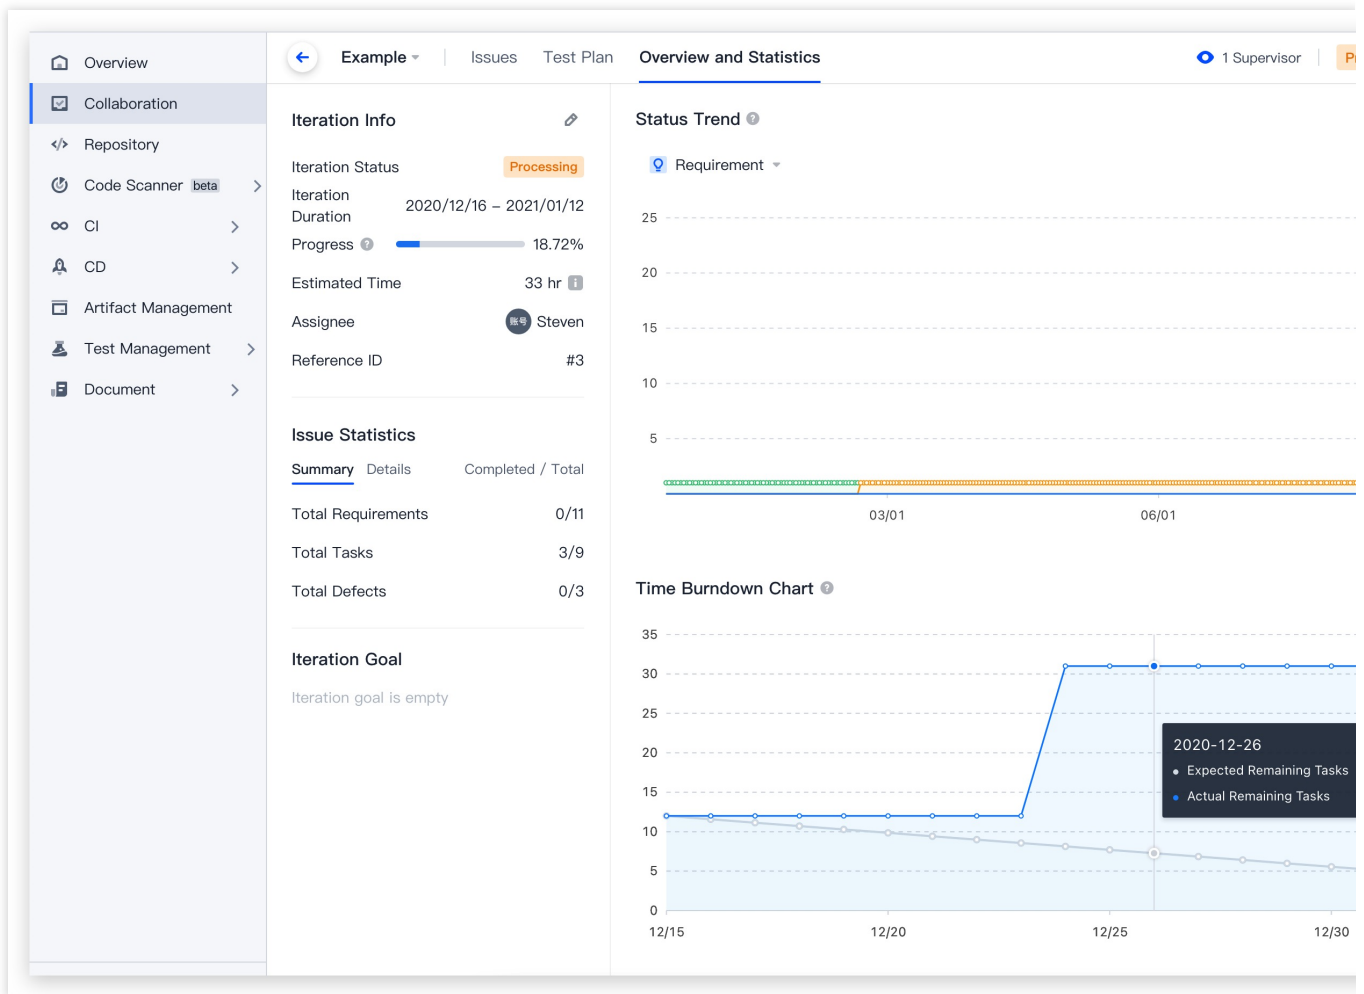 Overview
Collaboration
Repository
Code Scanner beta
CI
CD
Artifact Management
Test Management
Document
Example
Issues
Test Plan
Overview and Statistics
1 Supervisor
Iteration Info
Iteration Status Processing
Iteration
Duration
2020/12/16 – 2021/01/12
Progress ? 18.72%
Estimated Time 33 hr i
Assignee 账号 Steven
Reference ID #3
Issue Statistics
Summary Details Completed / Total
Total Requirements 0/11
Total Tasks 3/9
Total Defects 0/3
Iteration Goal
Iteration goal is empty
Status Trend ?
Requirement
25
20
15
10
5
03/01 06/01
Time Burndown Chart ?
35
30
25
20
15
10
5
0
12/15 12/20 12/25 12/30
2020-12-26
Expected Remaining Tasks
Actual Remaining Tasks